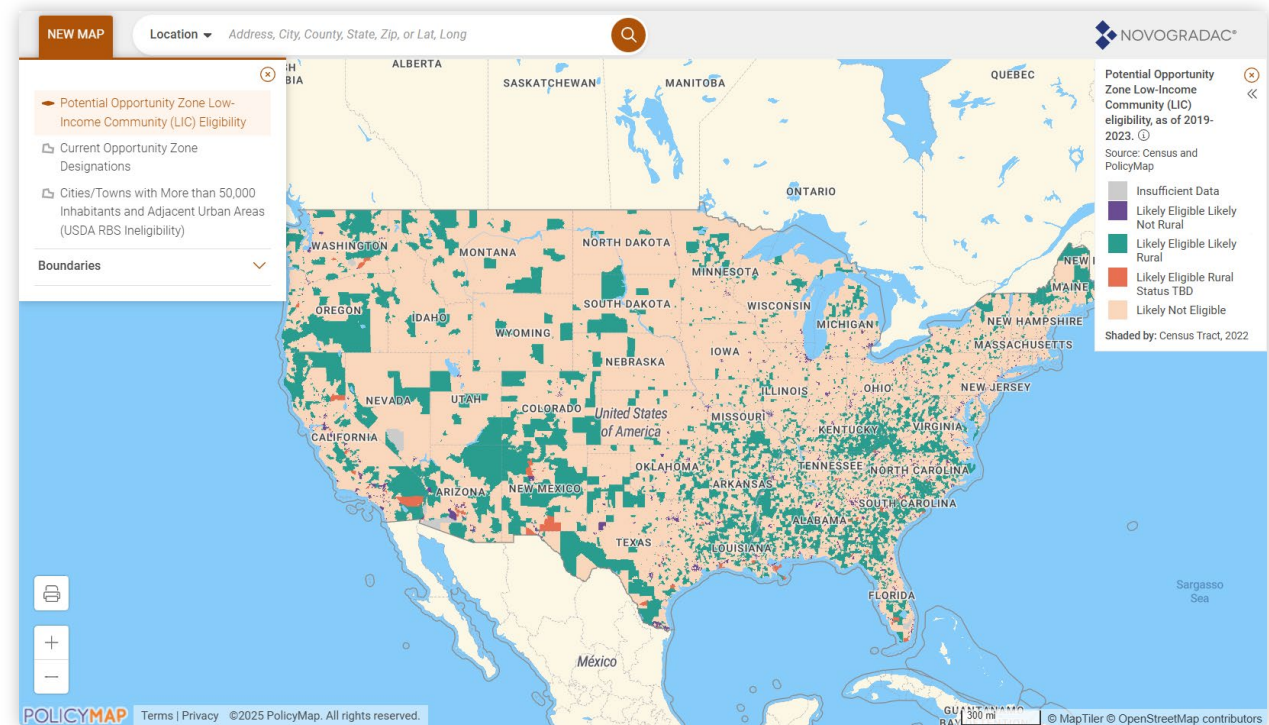 NEW MAP
Location
Address, City, County, State, Zip, or Lat, Long
NOVOGRADAC®
Potential Opportunity Zone Low-
Income Community (LIC) Eligibility
Current Opportunity Zone
Designations
Cities/Towns with More than 50,000
Inhabitants and Adjacent Urban Areas
(USDA RBS Ineligibility)
Boundaries
Potential Opportunity
Zone Low-Income
Community (LIC)
eligibility, as of 2019-
2023.
Source: Census and
PolicyMap
Insufficient Data
Likely Eligible Likely
Not Rural
Likely Eligible Likely
Rural
Likely Eligible Rural
Status TBD
Likely Not Eligible
Shaded by: Census Tract, 2022
ALBERTA
SASKATCHEWAN
MANITOBA
QUEBEC
ONTARIO
WASHINGTON
MONTANA
NORTH DAKOTA
MINNESOTA
MAINE
OREGON
IDAHO
SOUTH DAKOTA
WISCONSIN
MICHIGAN
NEW HAMPSHIRE
WYOMING
MASSACHUSETTS
NEBRASKA
IOWA
NEVADA
UTAH
COLORADO
United States
of America
ILLINOIS
OHIO
NEW JERSEY
MISSOURI
KENTUCKY
VIRGINIA
CALIFORNIA
OKLAHOMA
TENNESSEE
NORTH CAROLINA
ARIZONA
NEW MEXICO
ARKANSAS
SOUTH CAROLINA
ALABAMA
TEXAS
LOUISIANA
FLORIDA
Sargasso
Sea
México
300 mi
POLICYMAP
Terms | Privacy ©2025 PolicyMap. All rights reserved.
© MapTiler © OpenStreetMap contributors